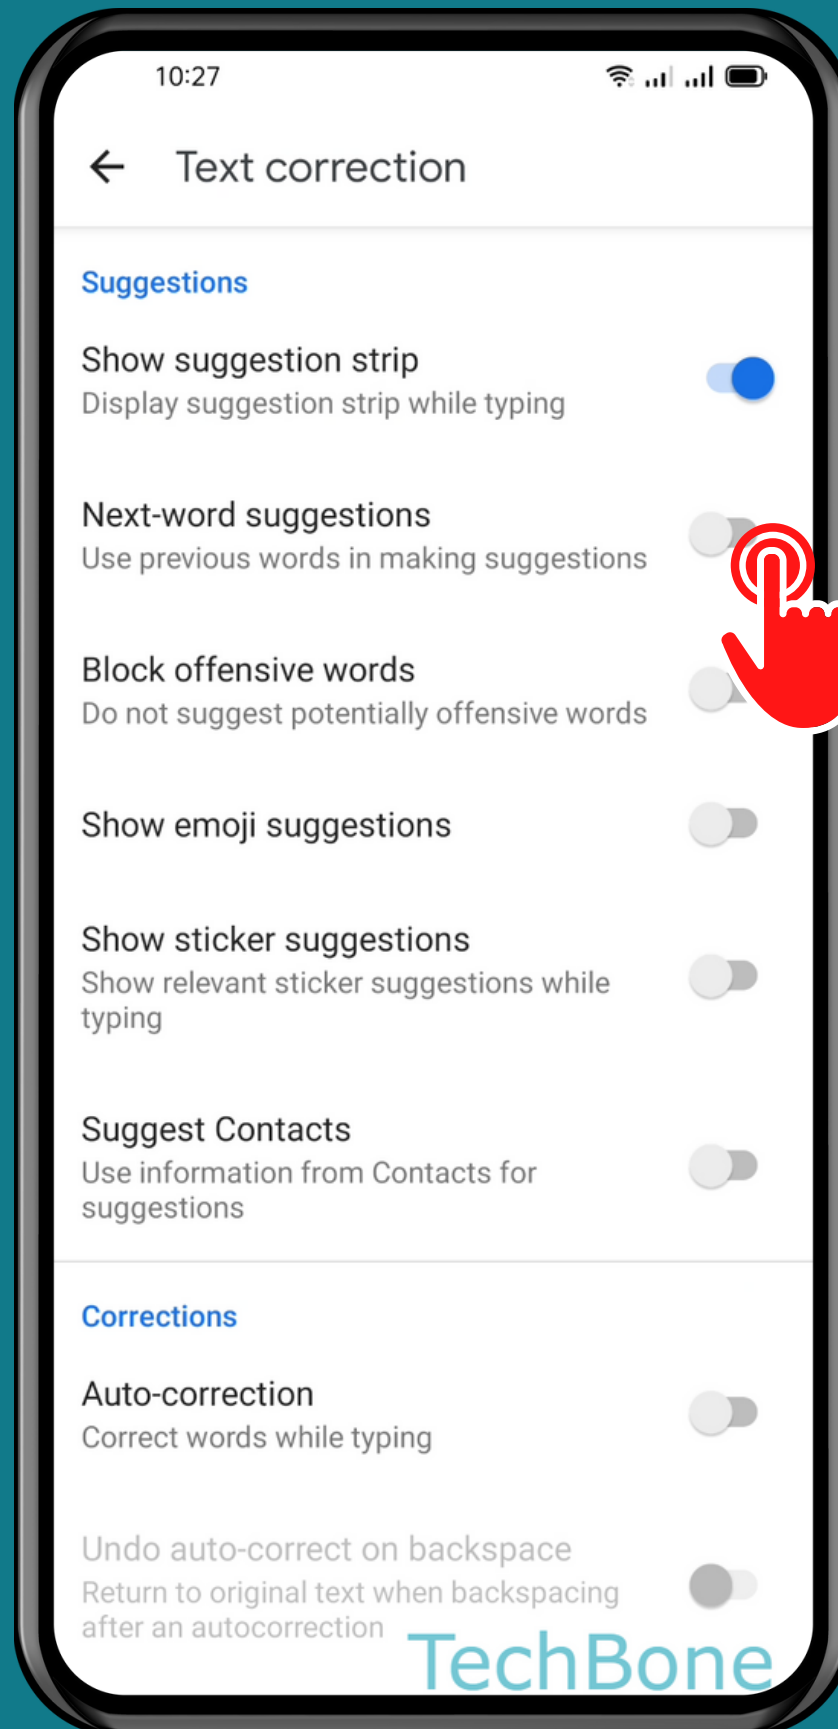 10:27
Text correction
Suggestions
Show suggestion strip
Display suggestion strip while typing
Next-word suggestions
Use previous words in making suggestions
Block offensive words
Do not suggest potentially offensive words
Show emoji suggestions
Show sticker suggestions
Show relevant sticker suggestions while
typing
Suggest Contacts
Use information from Contacts for
suggestions
Corrections
Auto-correction
Correct words while typing
Undo auto-correct on backspace
Return to original text when backspacing
after an autocorrection
TechBone